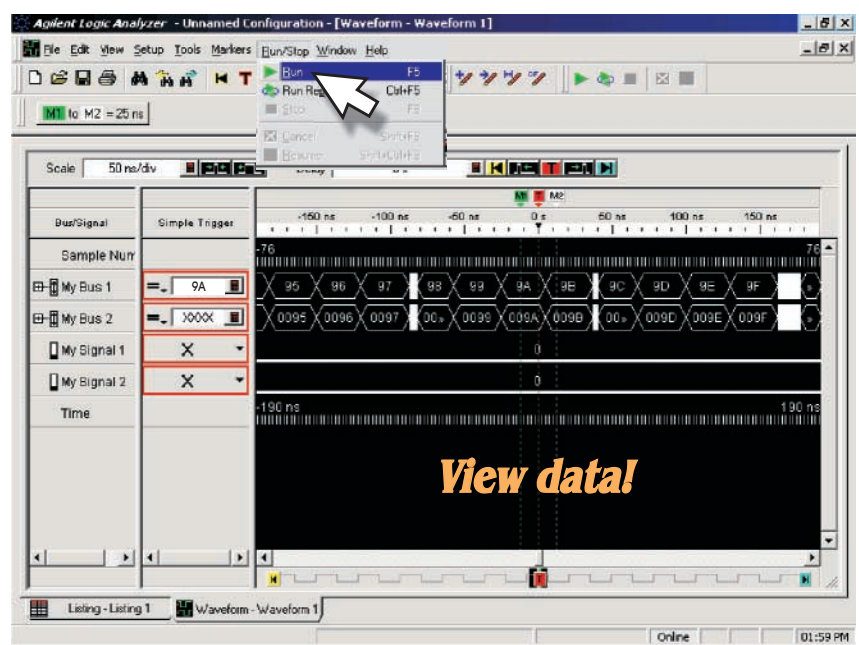 Agilent Logic Analyzer - Unnamed Configuration - [Waveform - Waveform 1]
File Edit View Setup Tools Markers Run/Stop Window Help
Run F5
Run Re Ctrl+F5
Stop F8
Cancel Shift+F8
Resume Shift+Ctrl+F8
M1 to M2 = 25 ns
Scale 50 ns/div
Delay 0 s
M1 T M2
Bus/Signal Simple Trigger -150 ns -100 ns -50 ns 0 s 50 ns 100 ns 150 ns
Sample Num -76 76
My Bus 1 = 9A 95 96 97 98 99 9A 9B 9C 9D 9E 9F »
My Bus 2 = XXXX 0095 0096 0097 00» 0099 009A 009B 00» 009D 009E 009F »
My Signal 1 X 0
My Signal 2 X 0
Time -190 ns 190 ns
View data!
T
Listing - Listing 1 Waveform - Waveform 1
Online 01:59 PM